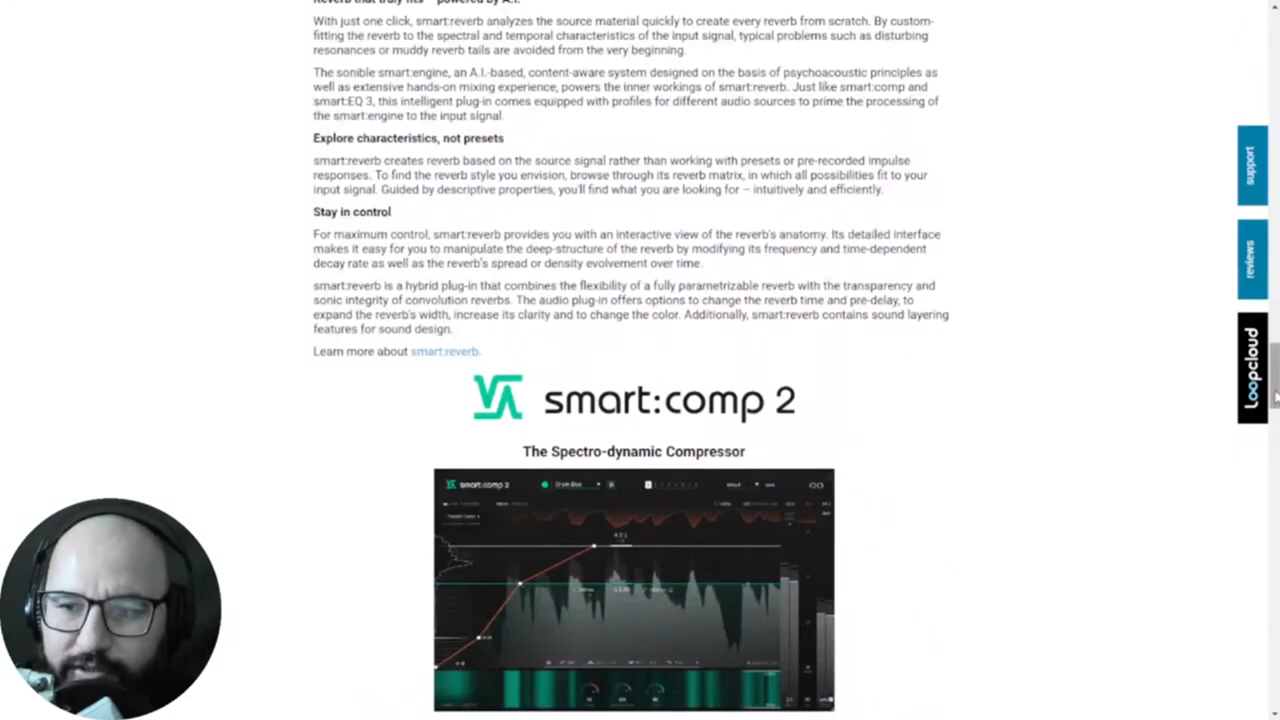 Reverb that truly fits – powered by A.I.
With just one click, smart:reverb analyzes the source material quickly to create every reverb from scratch. By custom-
fitting the reverb to the spectral and temporal characteristics of the input signal, typical problems such as disturbing
resonances or muddy reverb tails are avoided from the very beginning.
The sonible smart:engine, an A.I.-based, content-aware system designed on the basis of psychoacoustic principles as
well as extensive hands-on mixing experience, powers the inner workings of smart:reverb. Just like smart:comp and
smart:EQ 3, this intelligent plug-in comes equipped with profiles for different audio sources to prime the processing of
the smart:engine to the input signal.
Explore characteristics, not presets
smart:reverb creates reverb based on the source signal rather than working with presets or pre-recorded impulse
responses. To find the reverb style you envision, browse through its reverb matrix, in which all possibilities fit to your
input signal. Guided by descriptive properties, you'll find what you are looking for – intuitively and efficiently.
Stay in control
For maximum control, smart:reverb provides you with an interactive view of the reverb's anatomy. Its detailed interface
makes it easy for you to manipulate the deep-structure of the reverb by modifying its frequency and time-dependent
decay rate as well as the reverb's spread or density evolvement over time.
smart:reverb is a hybrid plug-in that combines the flexibility of a fully parametrizable reverb with the transparency and
sonic integrity of convolution reverbs. The audio plug-in offers options to change the reverb time and pre-delay, to
expand the reverb's width, increase its clarity and to change the color. Additionally, smart:reverb contains sound layering
features for sound design.
Learn more about smart:reverb.
smart:comp 2
The Spectro-dynamic Compressor
smart:comp 2 Drum Bus
support
reviews
Loopcloud